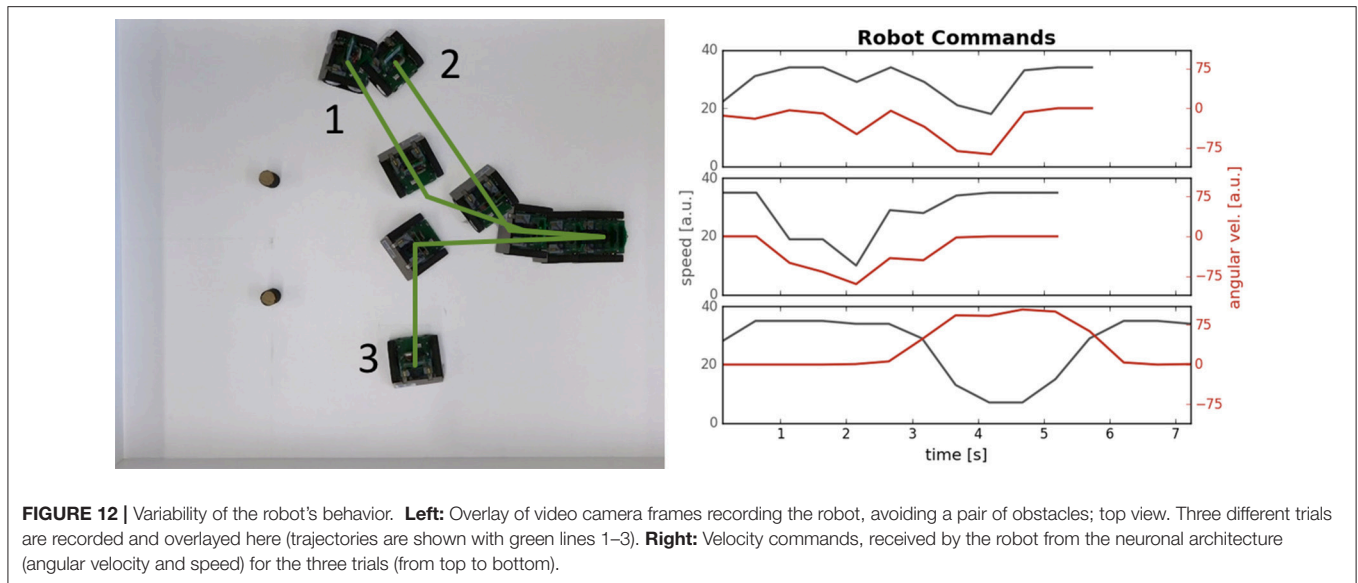 1
2
3
Robot Commands
40
20
0
75
0
−75
40
20
0
75
0
−75
40
20
0
75
0
−75
speed [a.u.]
angular vel. [a.u.]
1 2 3 4 5 6 7
time [s]
FIGURE 12 | Variability of the robot's behavior. Left: Overlay of video camera frames recording the robot, avoiding a pair of obstacles; top view. Three different trials
are recorded and overlayed here (trajectories are shown with green lines 1–3). Right: Velocity commands, received by the robot from the neuronal architecture
(angular velocity and speed) for the three trials (from top to bottom).